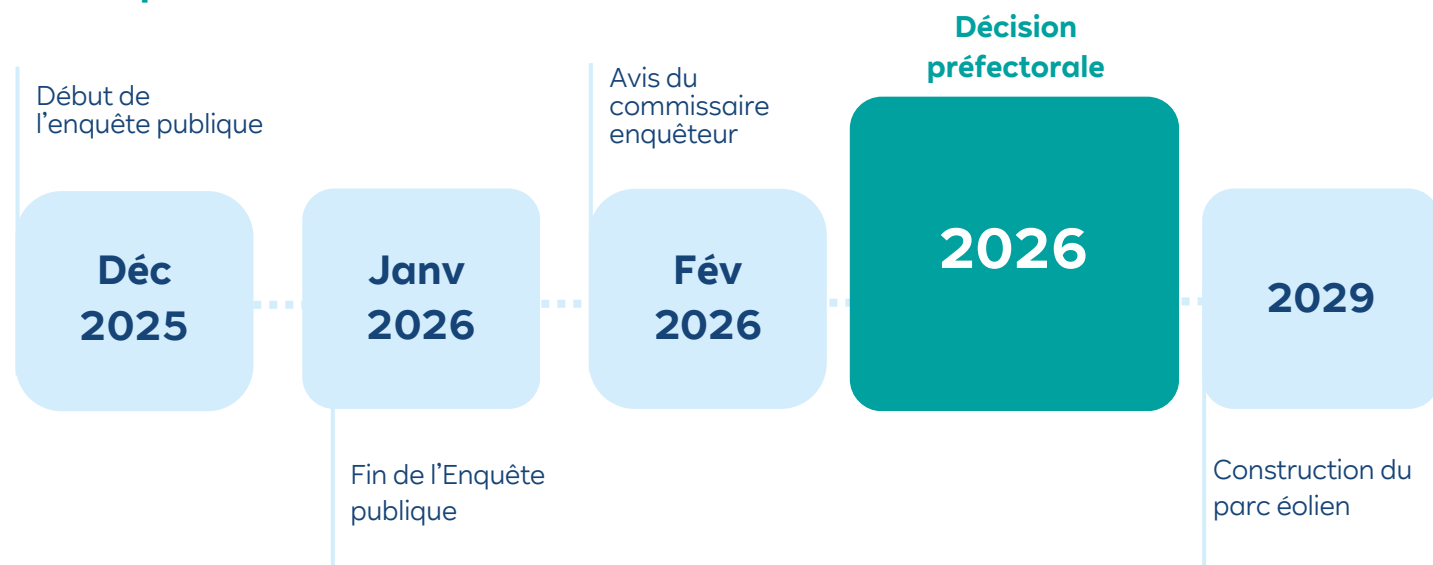 Début de
l'enquête publique
Déc
2025
Janv
2026
Fin de l'Enquête
publique
Avis du
commissaire
enquêteur
Fév
2026
Décision
préfectorale
2026
2029
Construction du
parc éolien